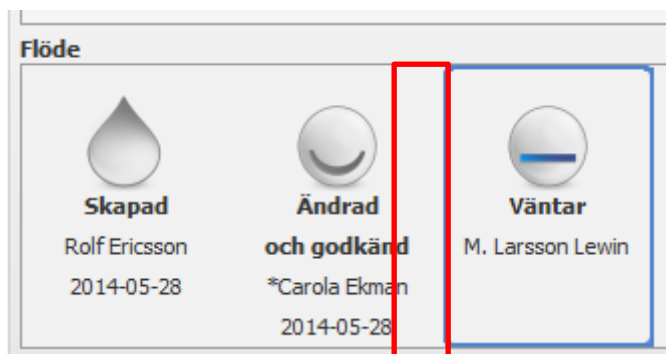 Flöde
Skapad
Rolf Ericsson
2014-05-28
Ändrad
och godkänd
*Carola Ekman
2014-05-28
Väntar
M. Larsson Lewin